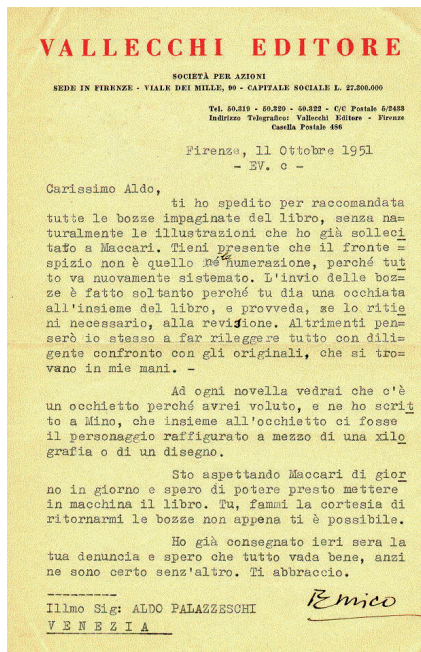 VALLECCHI EDITORE
SOCIETÀ PER AZIONI
SEDE IN FIRENZE - VIALE DEI MILLE, 90 - CAPITALE SOCIALE L. 27.300.000
Tel. 50.319 - 50.320 - 50.322 - C/C Postale 5/2433
Indirizzo Telegrafico: Vallecchi Editore - Firenze
Casella Postale 486
Firenze, 11 Ottobre 1951
- EV. c -
Carissimo Aldo,
ti ho spedito per raccomandata
tutte le bozze impaginate del libro, senza na=
turalmente le illustrazioni che ho già solleci
tato a Maccari. Tieni presente che il fronte =
spizio non è quello né la numerazione, perché tut
to va nuovamente sistemato. L'invio delle boz=
ze è fatto soltanto perché tu dia una occhiata
all'insieme del libro, e provveda, se lo ritie
ni necessario, alla revisione. Altrimenti pen=
serò io stesso a far rileggere tutto con dili=
gente confronto con gli originali, che si tro=
vano in mie mani. -
Ad ogni novella vedrai che c'è
un occhietto perché avrei voluto, e ne ho scrit
to a Mino, che insieme all'occhietto ci fosse
il personaggio raffigurato a mezzo di una xilo
grafia o di un disegno.
Sto aspettando Maccari di gior
no in giorno e spero di potere presto mettere
in macchina il libro. Tu, fammi la cortesia di
ritornarmi le bozze non appena ti è possibile.
Ho già consegnato ieri sera la
tua denuncia e spero che tutto vada bene, anzi
ne sono certo senz'altro. Ti abbraccio.
---------
Illmo Sig: ALDO PALAZZESCHI
VENEZIA
Enrico